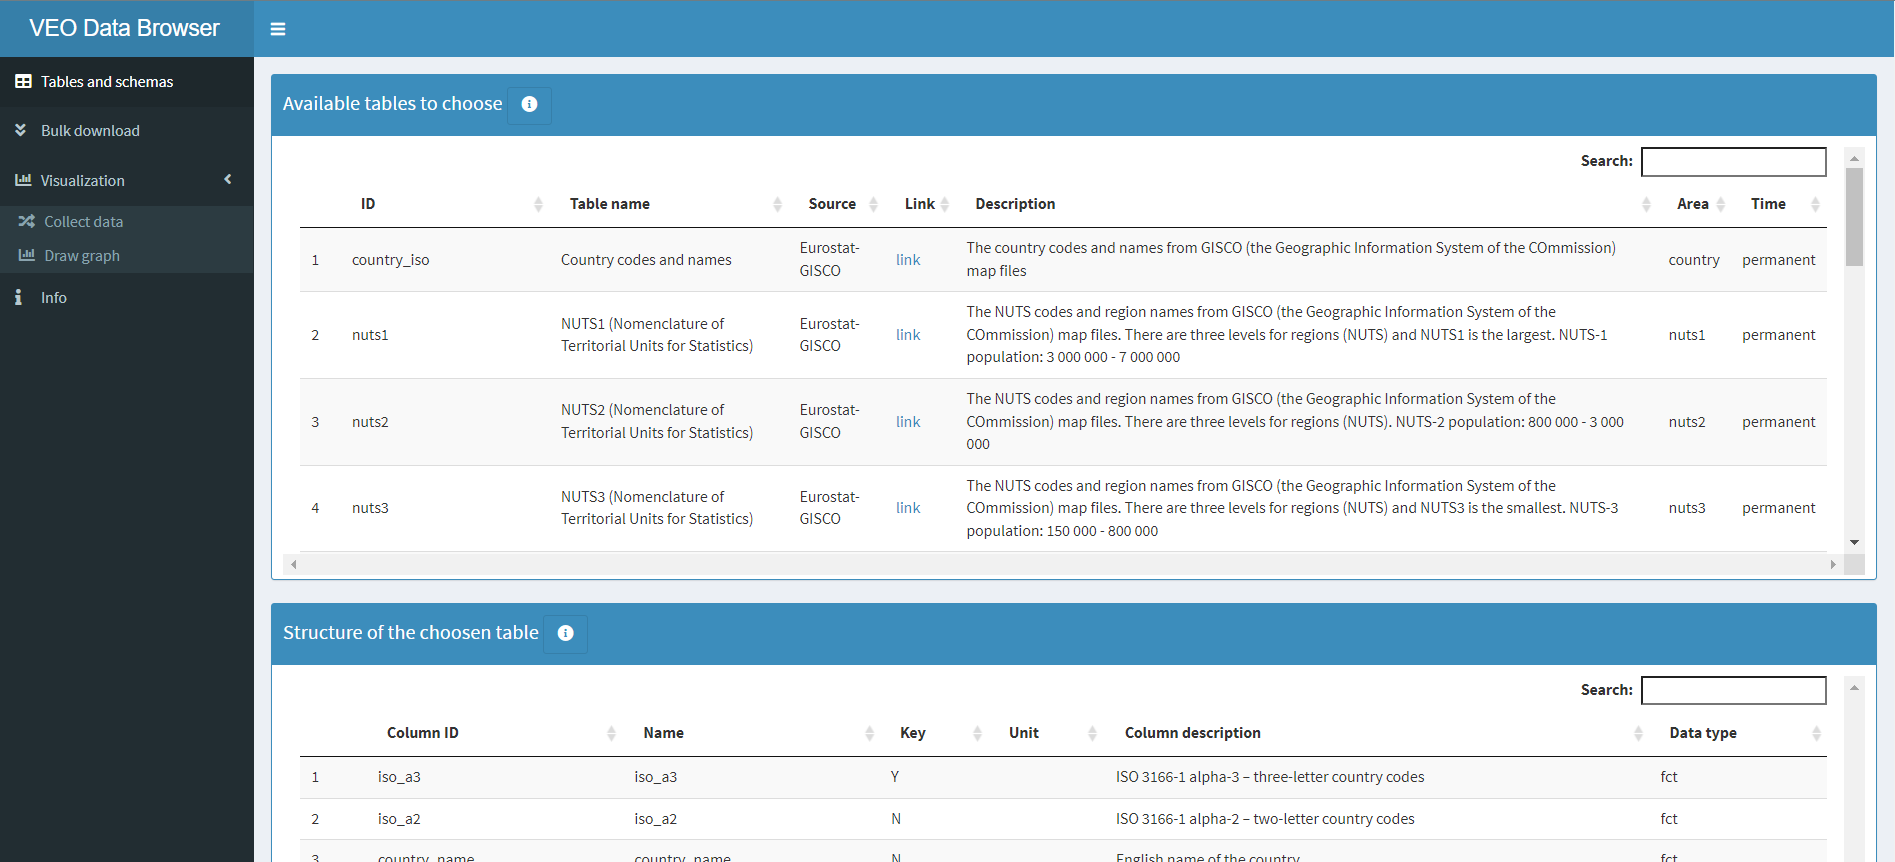 VEO Data Browser
Tables and schemas
Bulk download
Visualization
Collect data
Draw graph
Info
Available tables to choose
Search:
ID Table name Source Link Description Area Time
1 country_iso Country codes and names Eurostat-GISCO link The country codes and names from GISCO (the Geographic Information System of the COmmission)
map files country permanent
2 nuts1 NUTS1 (Nomenclature of
Territorial Units for Statistics) Eurostat-
GISCO link The NUTS codes and region names from GISCO (the Geographic Information System of the
COmmission) map files. There are three levels for regions (NUTS) and NUTS1 is the largest. NUTS-1
population: 3 000 000 - 7 000 000 nuts1 permanent
3 nuts2 NUTS2 (Nomenclature of
Territorial Units for Statistics) Eurostat-
GISCO link The NUTS codes and region names from GISCO (the Geographic Information System of the
COmmission) map files. There are three levels for regions (NUTS). NUTS-2 population: 800 000 - 3 000
000 nuts2 permanent
4 nuts3 NUTS3 (Nomenclature of
Territorial Units for Statistics) Eurostat-
GISCO link The NUTS codes and region names from GISCO (the Geographic Information System of the
COmmission) map files. There are three levels for regions (NUTS) and NUTS3 is the smallest. NUTS-3
population: 150 000 - 800 000 nuts3 permanent
Structure of the choosen table
Search:
Column ID Name Key Unit Column description Data type
1 iso_a3 iso_a3 Y ISO 3166-1 alpha-3 – three-letter country codes fct
2 iso_a2 iso_a2 N ISO 3166-1 alpha-2 – two-letter country codes fct
3 country_name country_name N English name of the country fct